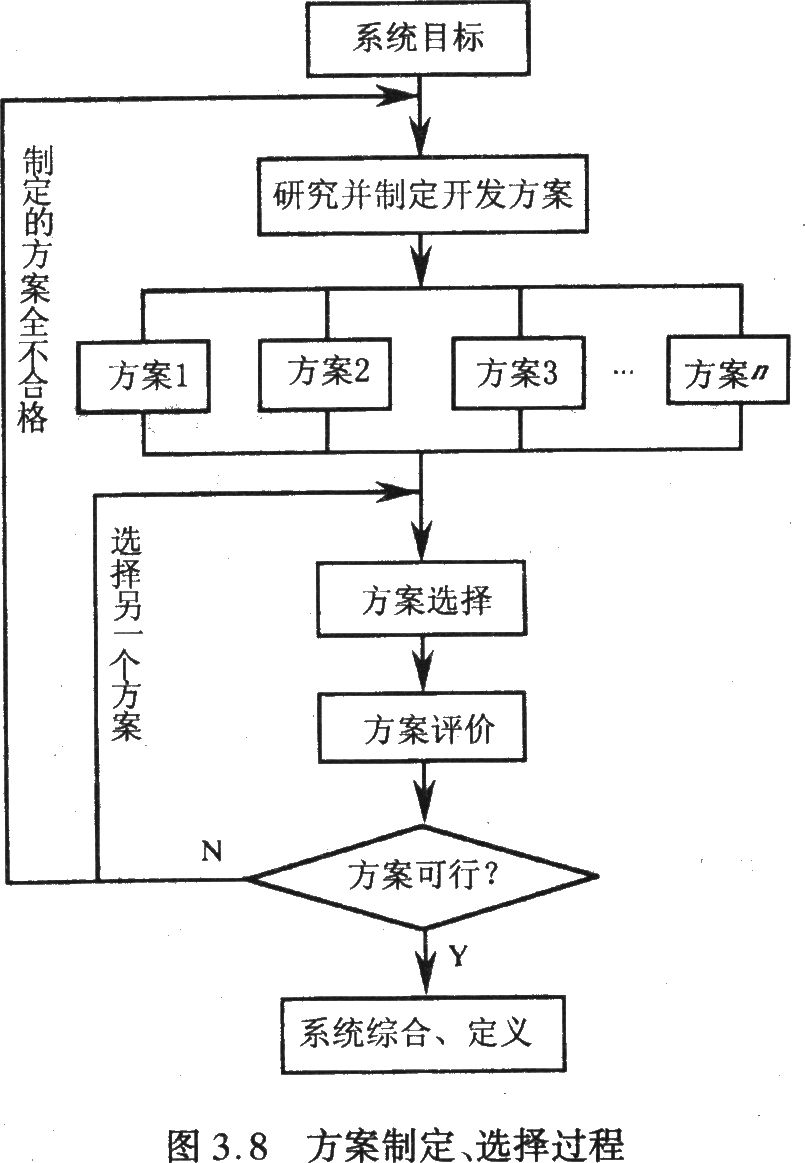 系统目标
制定的方案全不合格
研究并制定开发方案
方案1
方案2
方案3
…
方案n
选择另一个方案
方案选择
方案评价
N
方案可行?
Y
系统综合、定义
图3.8 方案制定、选择过程